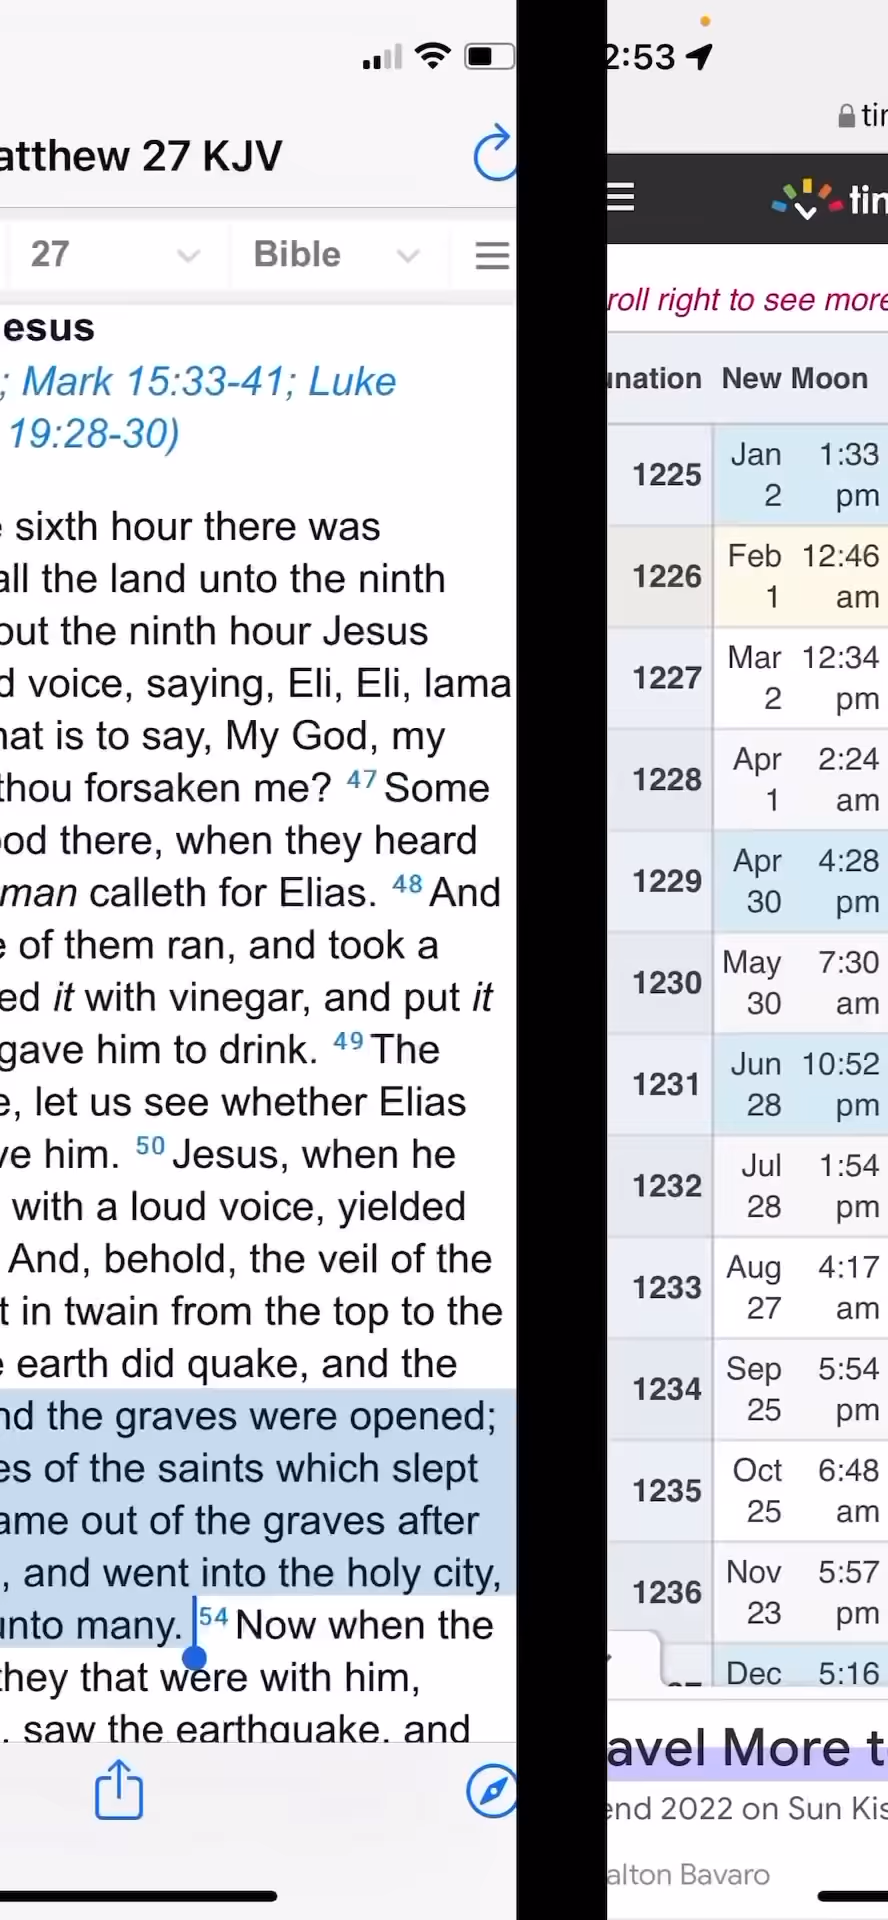 atthew 27 KJV
27
Bible
esus
; Mark 15:33-41; Luke
19:28-30)
e sixth hour there was
all the land unto the ninth
out the ninth hour Jesus
d voice, saying, Eli, Eli, lama
hat is to say, My God, my
thou forsaken me? 47 Some
ood there, when they heard
man calleth for Elias. 48 And
e of them ran, and took a
ed it with vinegar, and put it
gave him to drink. 49 The
e, let us see whether Elias
ve him. 50 Jesus, when he
with a loud voice, yielded
And, behold, the veil of the
t in twain from the top to the
e earth did quake, and the
nd the graves were opened;
es of the saints which slept
ame out of the graves after
, and went into the holy city,
unto many. 54 Now when the
they that were with him,
, saw the earthquake, and
2:53
tim
tim
roll right to see more
unation New Moon
1225 Jan 1:33
2 pm
1226 Feb 12:46
1 am
1227 Mar 12:34
2 pm
1228 Apr 2:24
1 am
1229 Apr 4:28
30 pm
1230 May 7:30
30 am
1231 Jun 10:52
28 pm
1232 Jul 1:54
28 pm
1233 Aug 4:17
27 am
1234 Sep 5:54
25 pm
1235 Oct 6:48
25 am
1236 Nov 5:57
23 pm
Dec 5:16
avel More t
end 2022 on Sun Kis
alton Bavaro